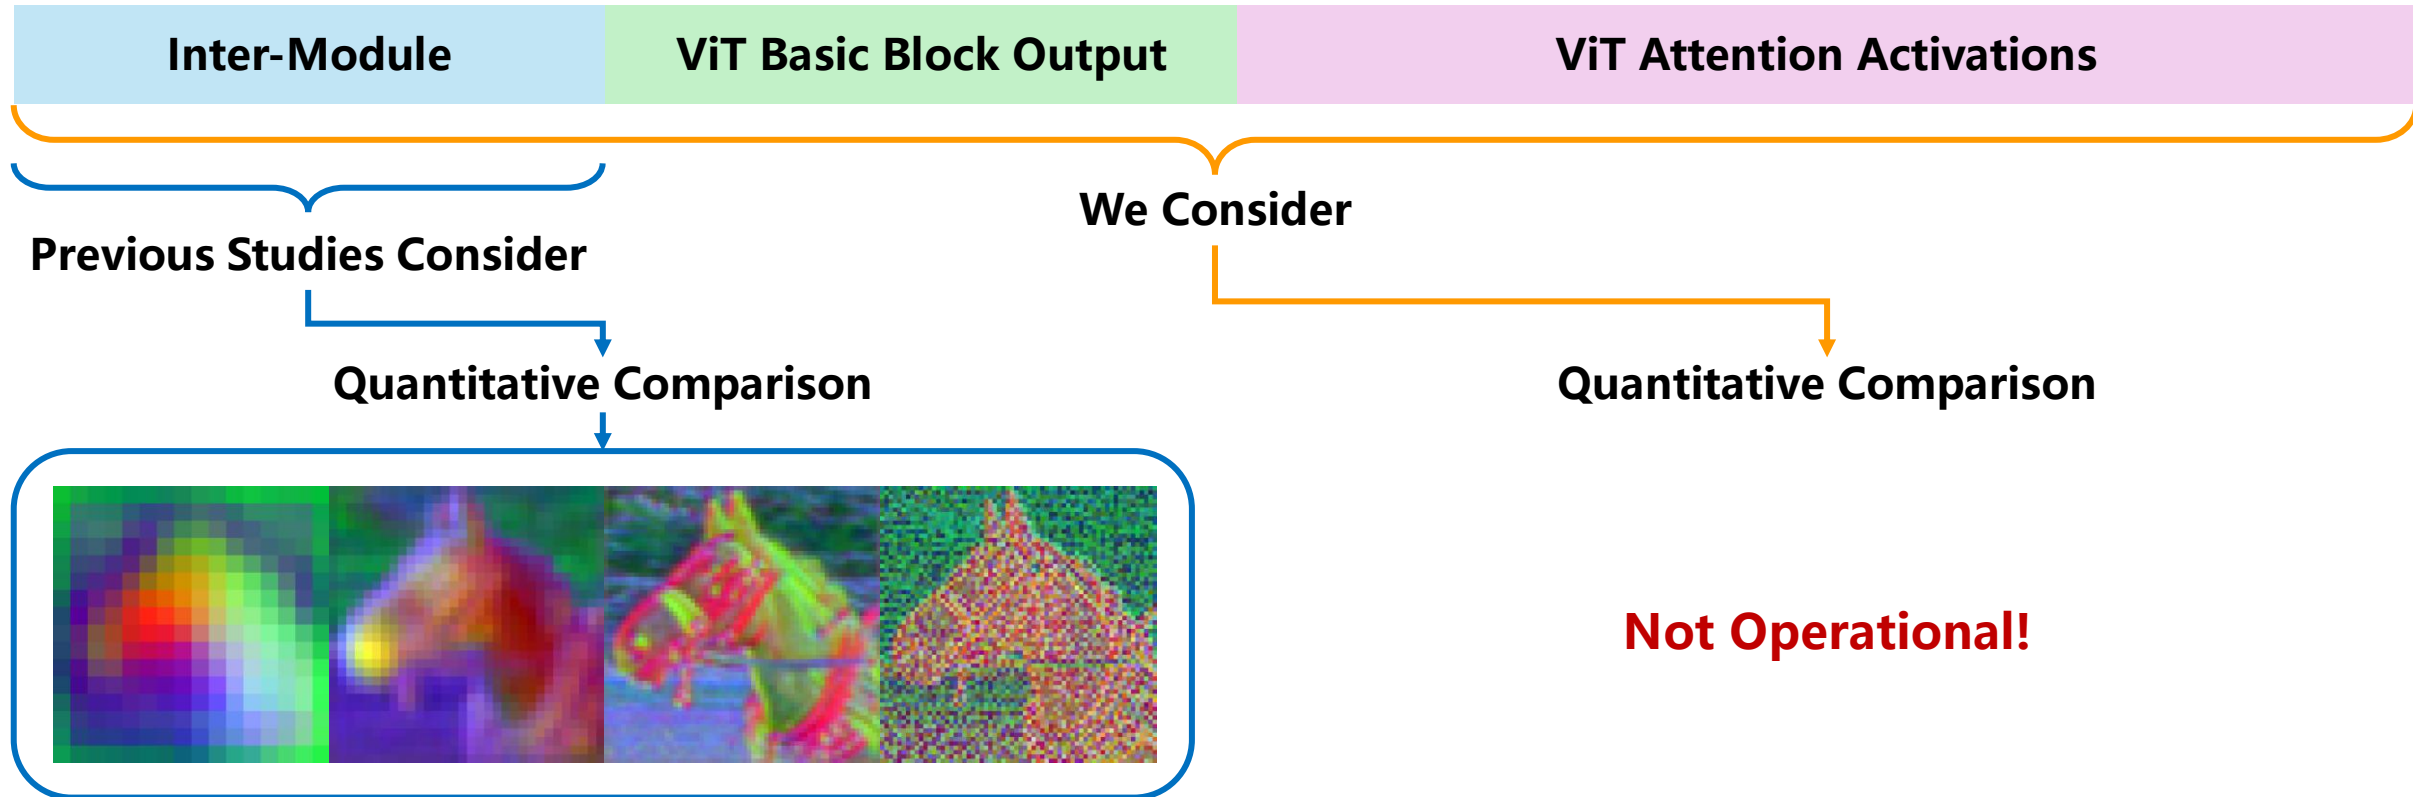 Inter-Module
ViT Basic Block Output
ViT Attention Activations
We Consider
Previous Studies Consider
Quantitative Comparison
Quantitative Comparison
Not Operational!